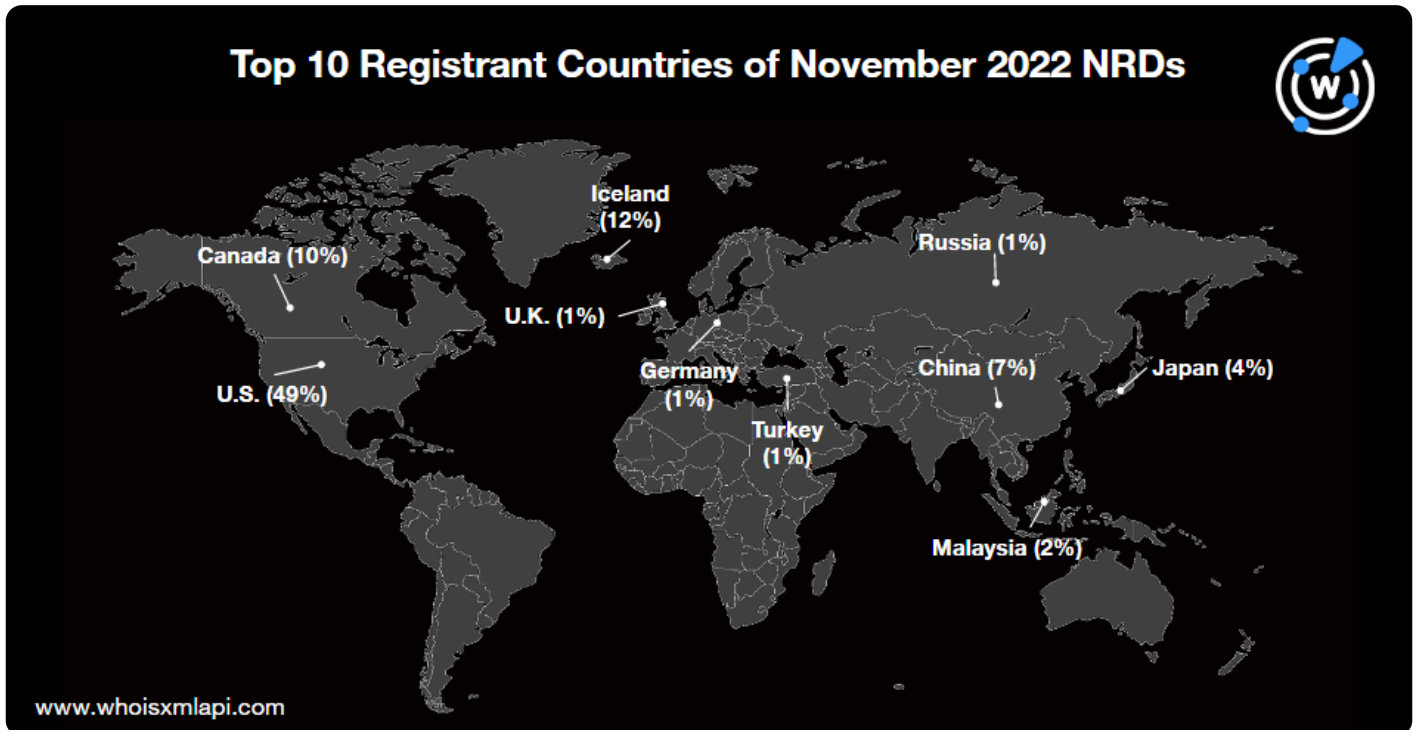 Top 10 Registrant Countries of November 2022 NRDs
W
Iceland
(12%)
Canada (10%)
Russia (1%)
U.K. (1%)
Germany
(1%)
China (7%)
Japan (4%)
U.S. (49%)
Turkey
(1%)
Malaysia (2%)
www.whoisxmlapi.com